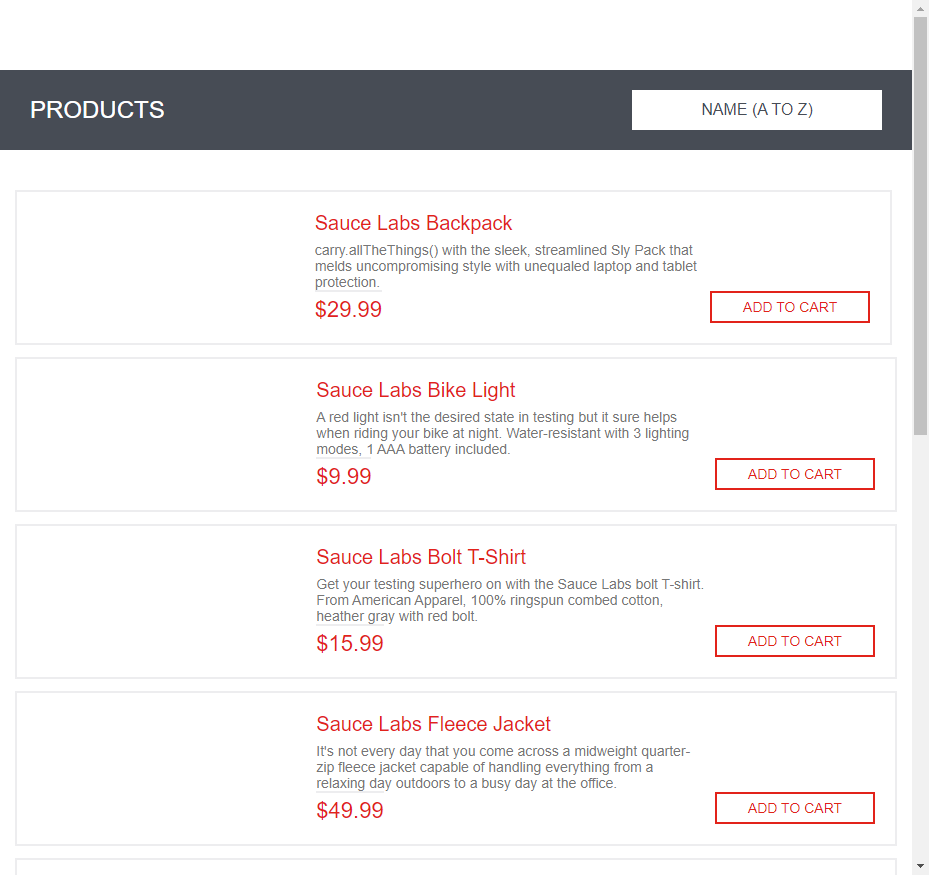 PRODUCTS
NAME (A TO Z)
Sauce Labs Backpack
carry.allTheThings() with the sleek, streamlined Sly Pack that
melds uncompromising style with unequaled laptop and tablet
protection.
$29.99
ADD TO CART
Sauce Labs Bike Light
A red light isn't the desired state in testing but it sure helps
when riding your bike at night. Water-resistant with 3 lighting
modes, 1 AAA battery included.
$9.99
ADD TO CART
Sauce Labs Bolt T-Shirt
Get your testing superhero on with the Sauce Labs bolt T-shirt.
From American Apparel, 100% ringspun combed cotton,
heather gray with red bolt.
$15.99
ADD TO CART
Sauce Labs Fleece Jacket
It's not every day that you come across a midweight quarter-
zip fleece jacket capable of handling everything from a
relaxing day outdoors to a busy day at the office.
$49.99
ADD TO CART